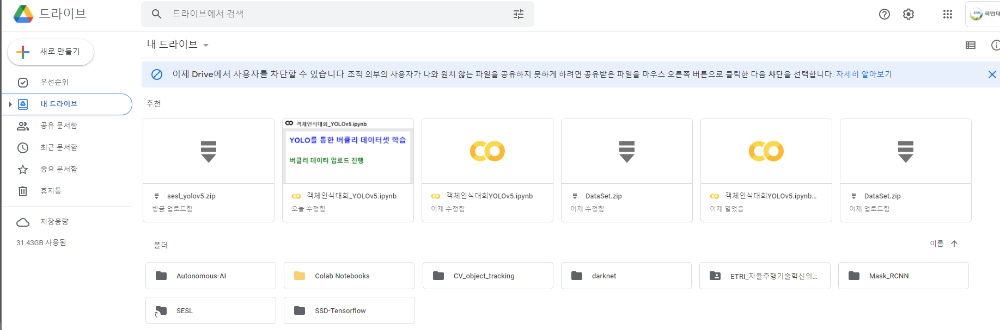 드라이브
드라이브에서 검색
KMU 국민대
새로 만들기
내 드라이브
우선순위
내 드라이브
공유 문서함
최근 문서함
중요 문서함
휴지통
저장용량
31.43GB 사용됨
이제 Drive에서 사용자를 차단할 수 있습니다 조직 외부의 사용자가 나와 원치 않는 파일을 공유하지 못하게 하려면 공유받은 파일을 마우스 오른쪽 버튼으로 클릭한 다음 차단을 선택합니다. 자세히 알아보기
추천
객체인식대회_YOLOv5.ipynb
YOLO를 통한 버클리 데이터셋 학습
버클리 데이터 업로드 진행
sesl_yolov5.zip
방금 업로드함
객체인식대회_YOLOv5.ipynb
오늘 수정함
객체인식대회YOLOv5.ipynb
어제 수정함
DataSet.zip
어제 수정함
객체인식대회YOLOv5.ipynb...
어제 열었음
DataSet.zip
어제 업로드함
폴더
이름
Autonomous-AI
Colab Notebooks
CV_object_tracking
darknet
ETRI_자율주행기술혁신위...
Mask_RCNN
SESL
SSD-Tensorflow